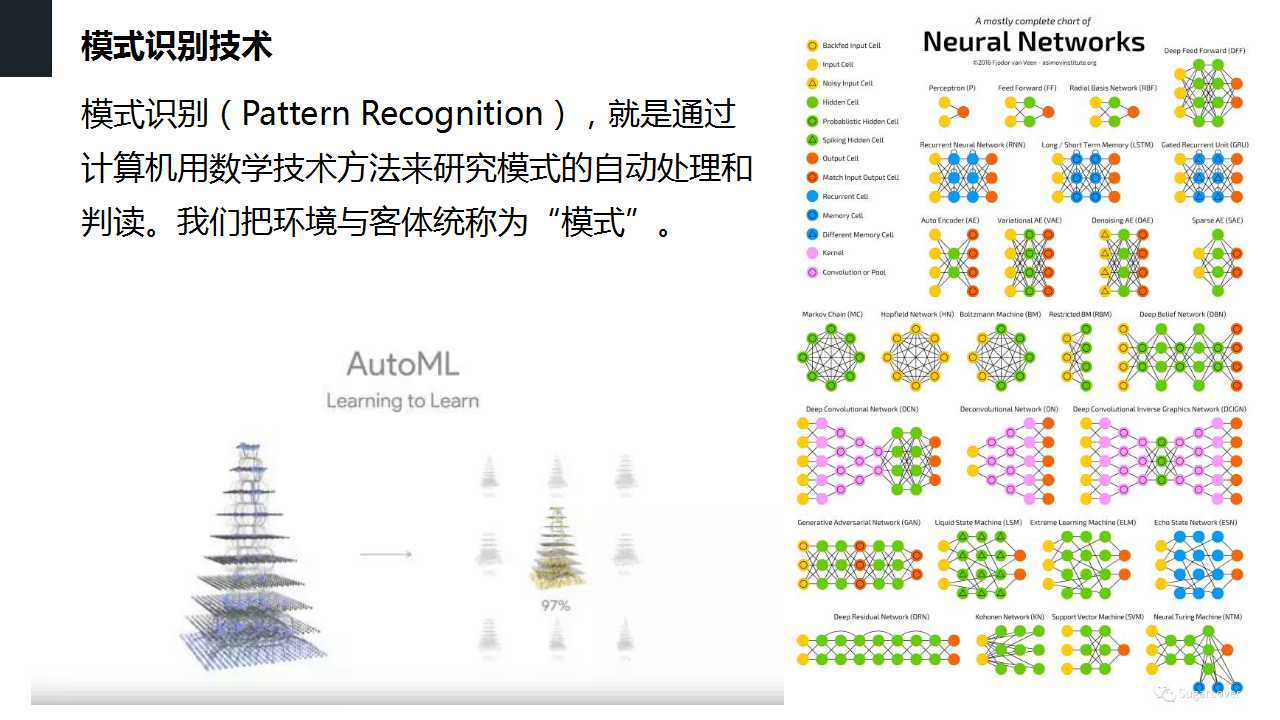 模式识别技术
模式识别（Pattern Recognition），就是通过
计算机用数学技术方法来研究模式的自动处理和
判读。我们把环境与客体统称为“模式”。
AutoML
Learning to Learn
97%
A mostly complete chart of
Neural Networks
©2016 Fjodor van Veen - asimovinstitute.org
Backfed Input Cell
Input Cell
Noisy Input Cell
Hidden Cell
Probablistic Hidden Cell
Spiking Hidden Cell
Output Cell
Match Input Output Cell
Recurrent Cell
Memory Cell
Different Memory Cell
Kernel
Convolution or Pool
Deep Feed Forward (DFF)
Perceptron (P)
Feed Forward (FF)
Radial Basis Network (RBF)
Recurrent Neural Network (RNN)
Long / Short Term Memory (LSTM)
Gated Recurrent Unit (GRU)
Auto Encoder (AE)
Variational AE (VAE)
Denoising AE (DAE)
Sparse AE (SAE)
Markov Chain (MC)
Hopfield Network (HN)
Boltzmann Machine (BM)
Restricted BM (RBM)
Deep Belief Network (DBN)
Deep Convolutional Network (DCN)
Deconvolutional Network (DN)
Deep Convolutional Inverse Graphics Network (DCIGN)
Generative Adversarial Network (GAN)
Liquid State Machine (LSM)
Extreme Learning Machine (ELM)
Echo State Network (ESN)
Deep Residual Network (DRN)
Kohonen Network (KN)
Support Vector Machine (SVM)
Neural Turing Machine (NTM)